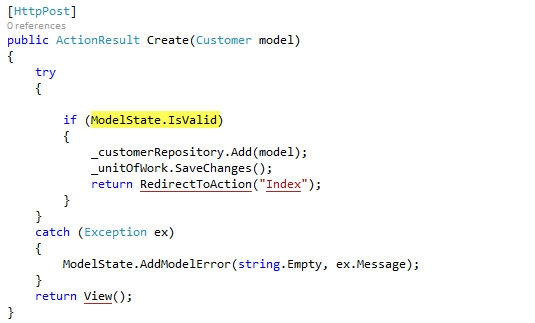 [HttpPost]
0 references
public ActionResult Create(Customer model)
{
    try
    {
        if (ModelState.IsValid)
        {
            _customerRepository.Add(model);
            _unitOfWork.SaveChanges();
            return RedirectToAction("Index");
        }
    }
    catch (Exception ex)
    {
        ModelState.AddModelError(string.Empty, ex.Message);
    }
    return View();
}